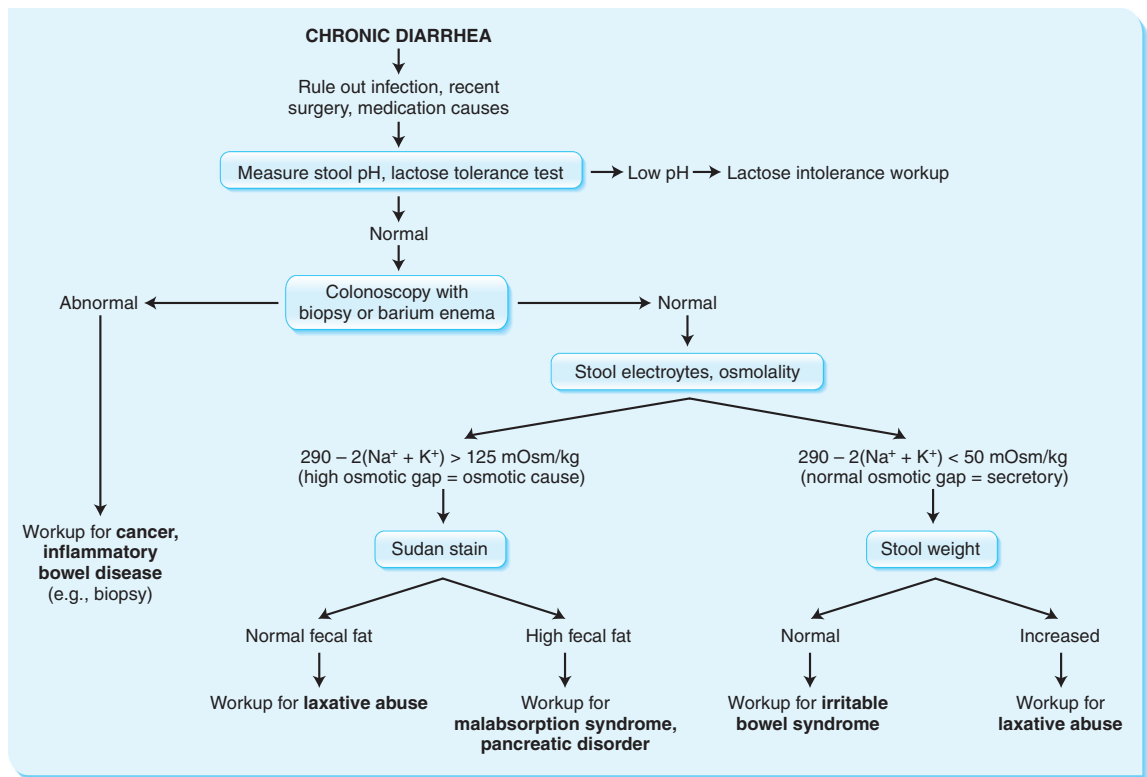 CHRONIC DIARRHEA
Rule out infection, recent
surgery, medication causes
Measure stool pH, lactose tolerance test
Low pH
Lactose intolerance workup
Normal
Colonoscopy with
biopsy or barium enema
Abnormal
Normal
Stool electroytes, osmolality
290 – 2(Na⁺ + K⁺) > 125 mOsm/kg
(high osmotic gap = osmotic cause)
290 – 2(Na⁺ + K⁺) < 50 mOsm/kg
(normal osmotic gap = secretory)
Workup for cancer,
inflammatory
bowel disease
(e.g., biopsy)
Sudan stain
Stool weight
Normal fecal fat
High fecal fat
Normal
Increased
Workup for laxative abuse
Workup for
malabsorption syndrome,
pancreatic disorder
Workup for irritable
bowel syndrome
Workup for
laxative abuse